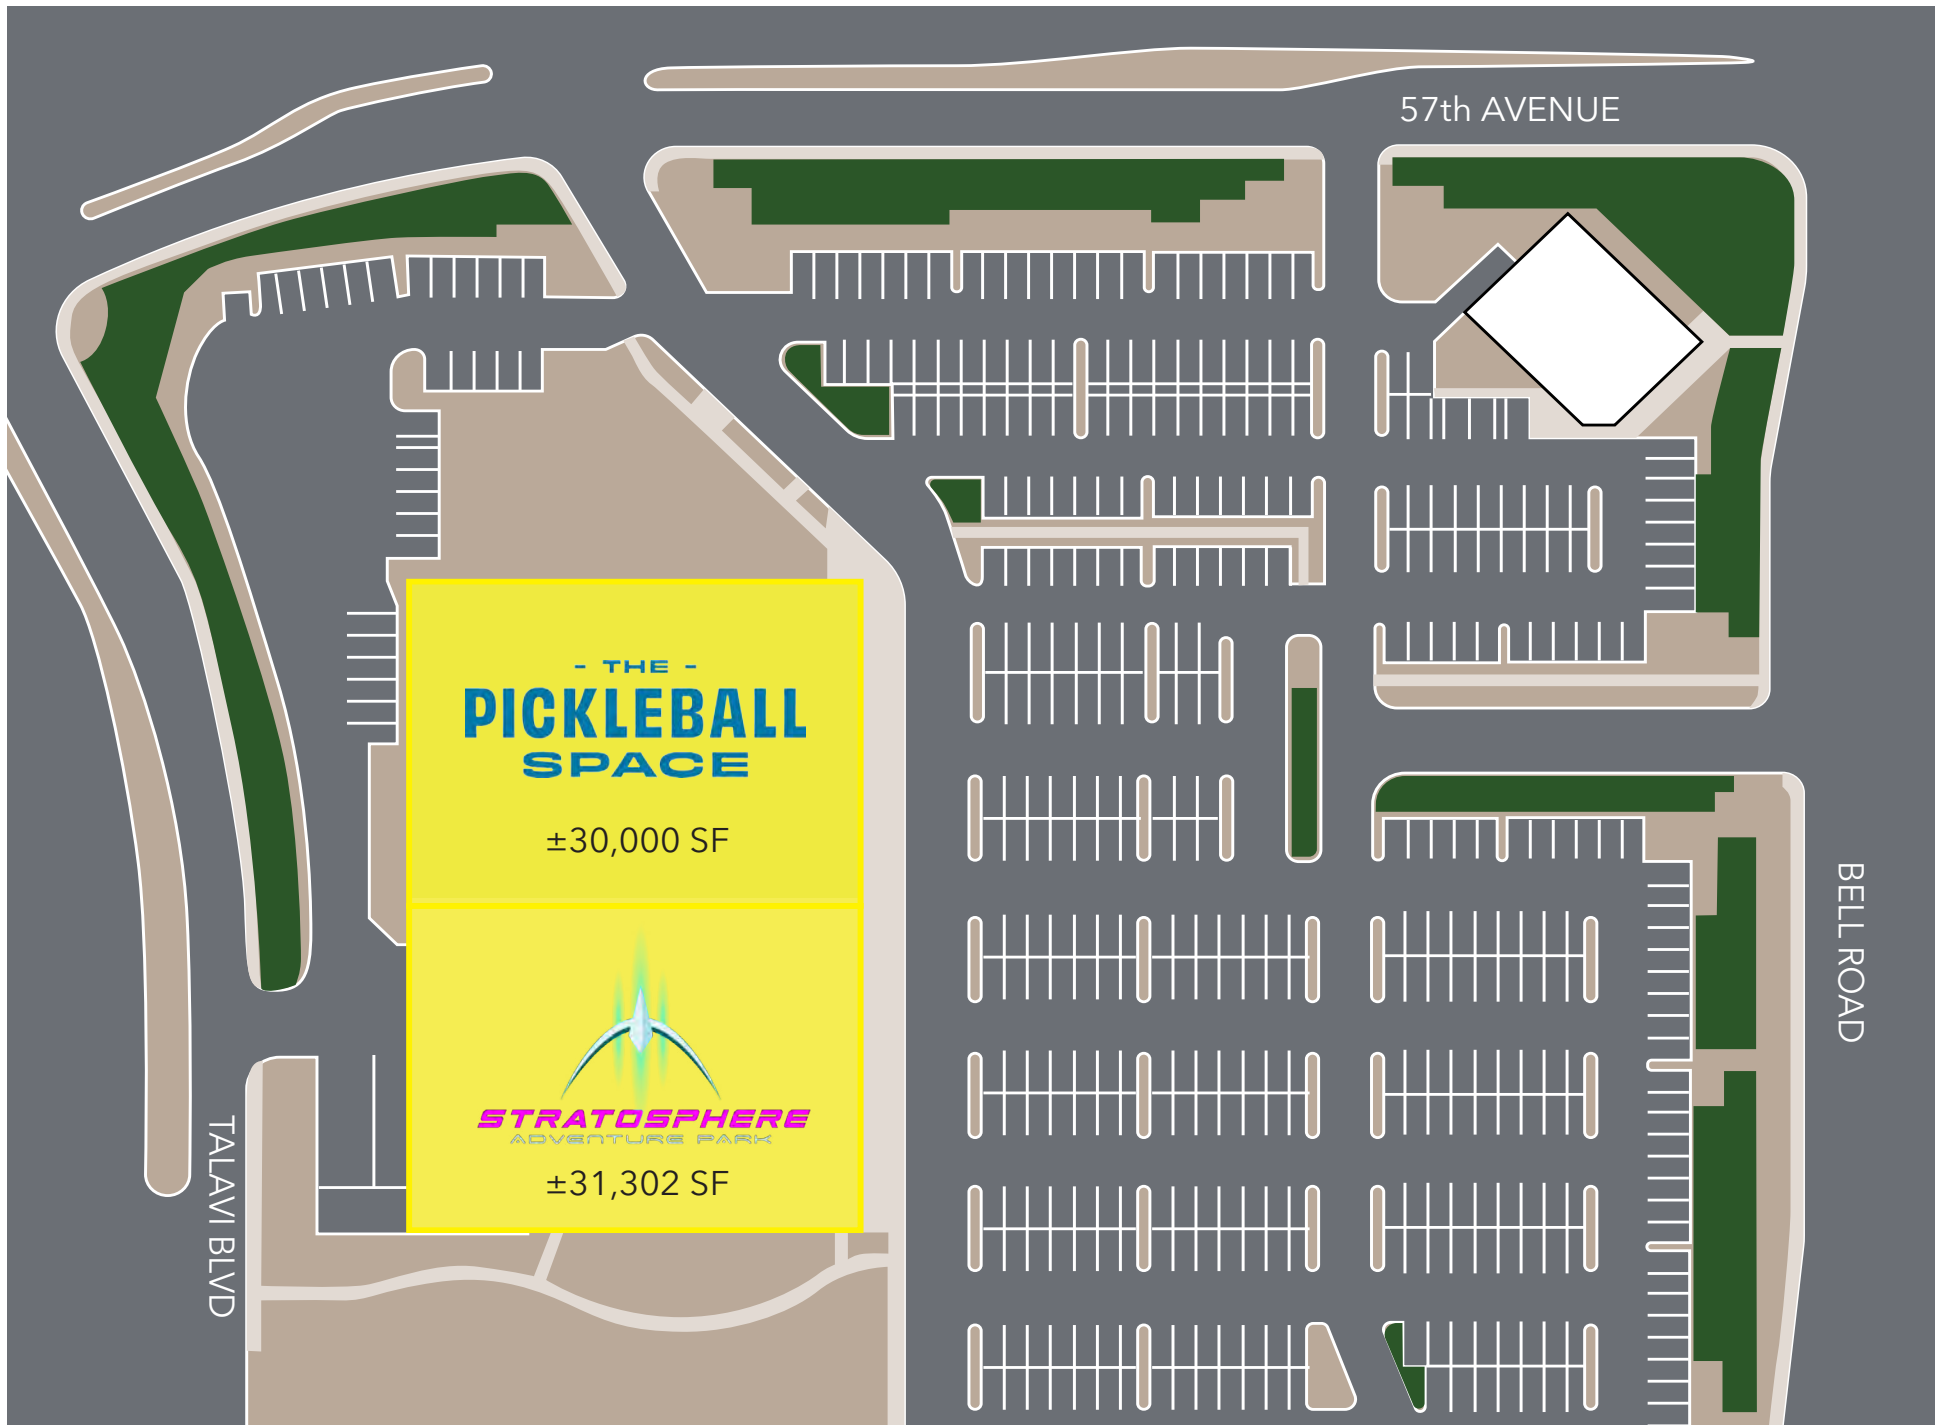 57th AVENUE
- THE -
PICKLEBALL
SPACE
±30,000 SF
STRATOSPHERE
ADVENTURE PARK
±31,302 SF
TALAVI BLVD
BELL ROAD